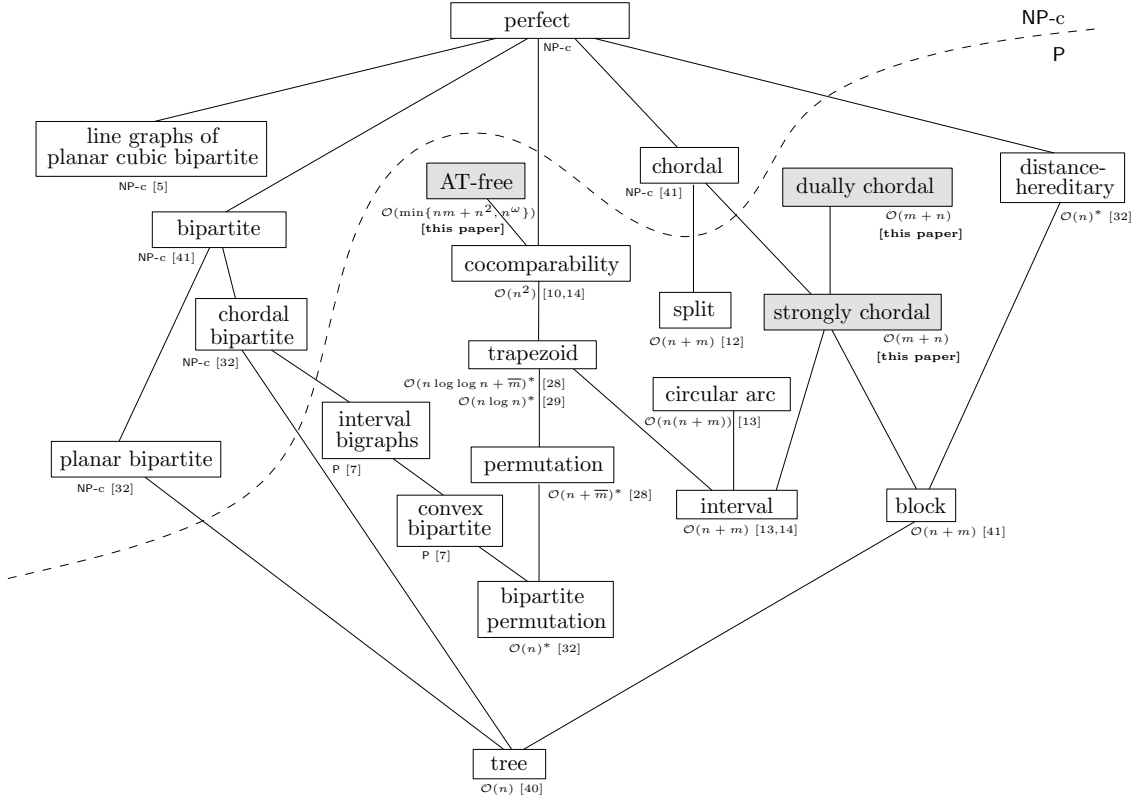 NP-c
perfect
NP-c
P
line graphs of
planar cubic bipartite
NP-c [5]
chordal
NP-c [41]
distance-
hereditary
O(n)* [32]
AT-free
O(min{nm + n², n^ω})
[this paper]
dually chordal
O(m + n)
[this paper]
bipartite
NP-c [41]
cocomparability
O(n²) [10,14]
chordal
bipartite
NP-c [32]
split
O(n + m) [12]
strongly chordal
O(m + n)
[this paper]
trapezoid
O(n log log n + m̅)* [28]
O(n log n)* [29]
circular arc
O(n(n + m)) [13]
interval
bigraphs
P [7]
planar bipartite
NP-c [32]
permutation
O(n + m̅)* [28]
convex
bipartite
P [7]
interval
O(n + m) [13,14]
block
O(n + m) [41]
bipartite
permutation
O(n)* [32]
tree
O(n) [40]